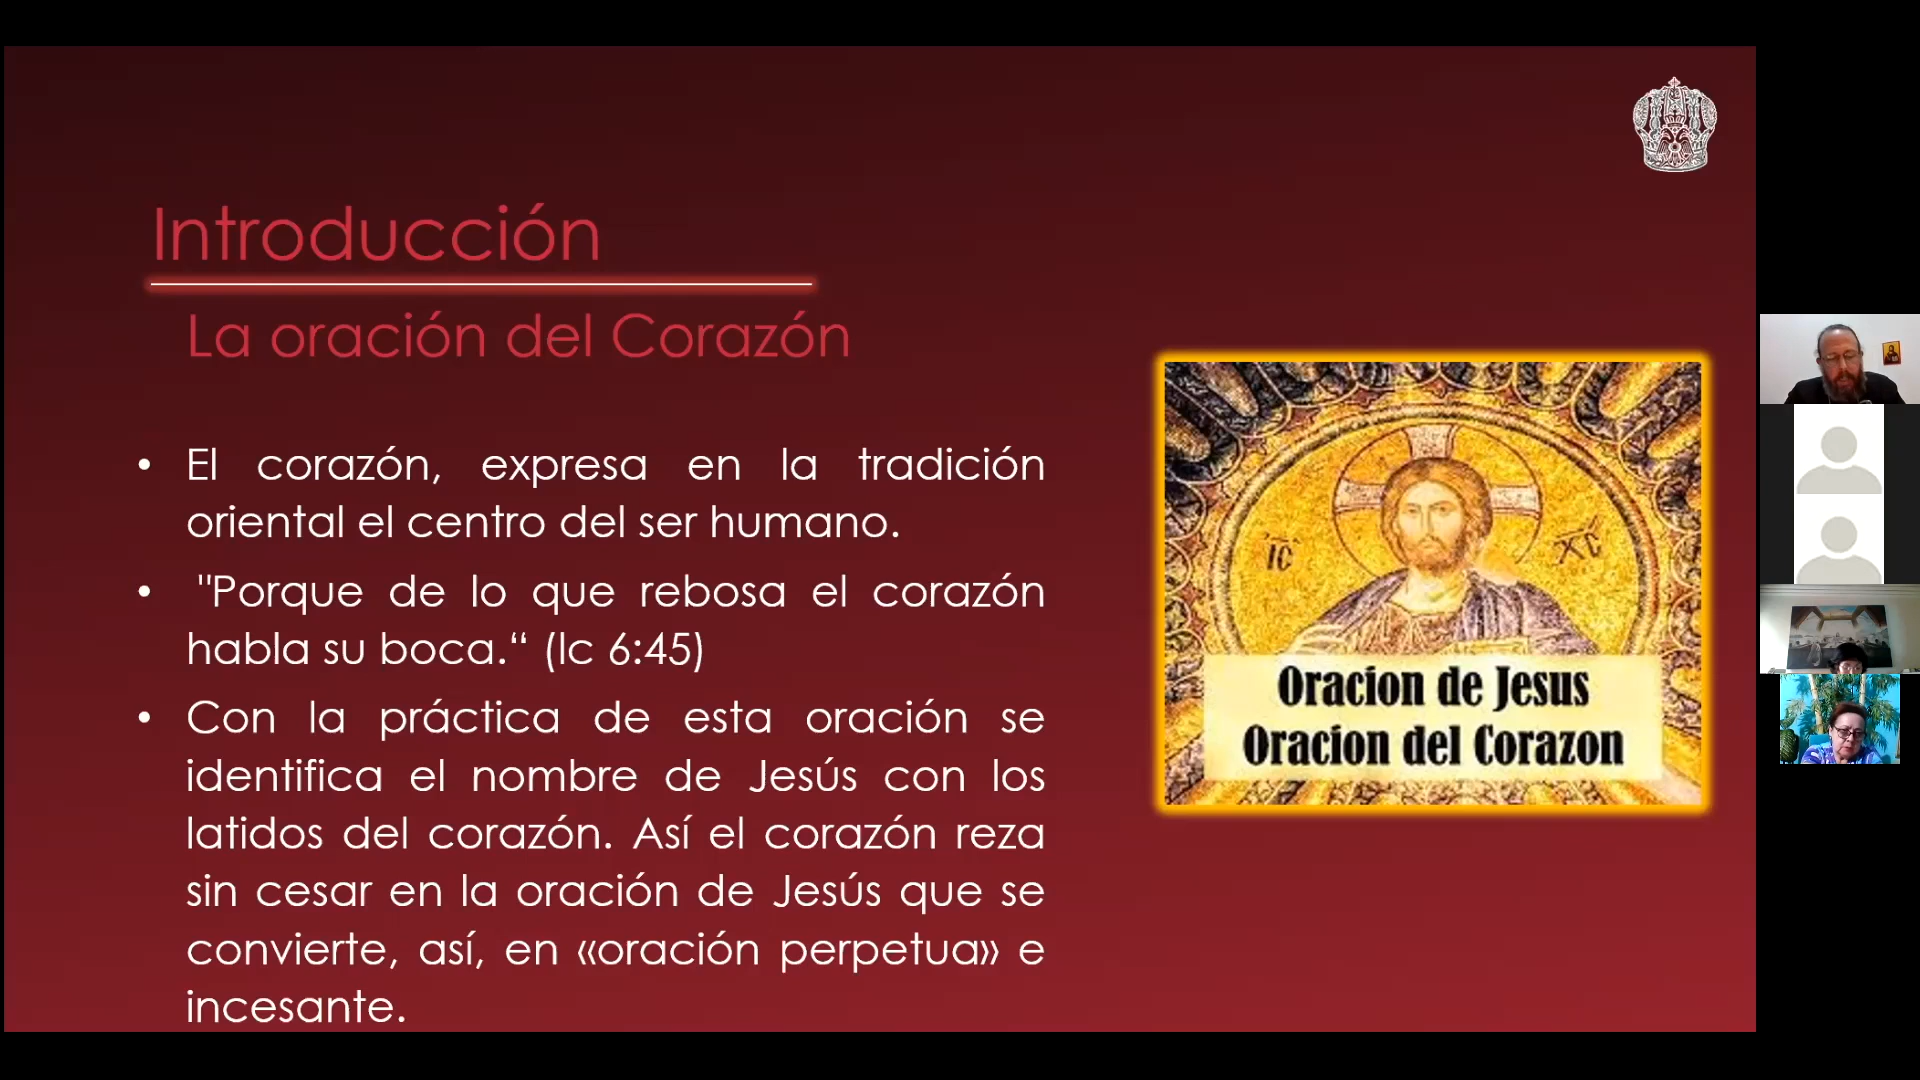 Introducción
La oración del Corazón
• El corazón, expresa en la tradición
oriental el centro del ser humano.
• "Porque de lo que rebosa el corazón
habla su boca.“ (lc 6:45)
• Con la práctica de esta oración se
identifica el nombre de Jesús con los
latidos del corazón. Así el corazón reza
sin cesar en la oración de Jesús que se
convierte, así, en «oración perpetua» e
incesante.
IC XC
Oracion de Jesus
Oracion del Corazon